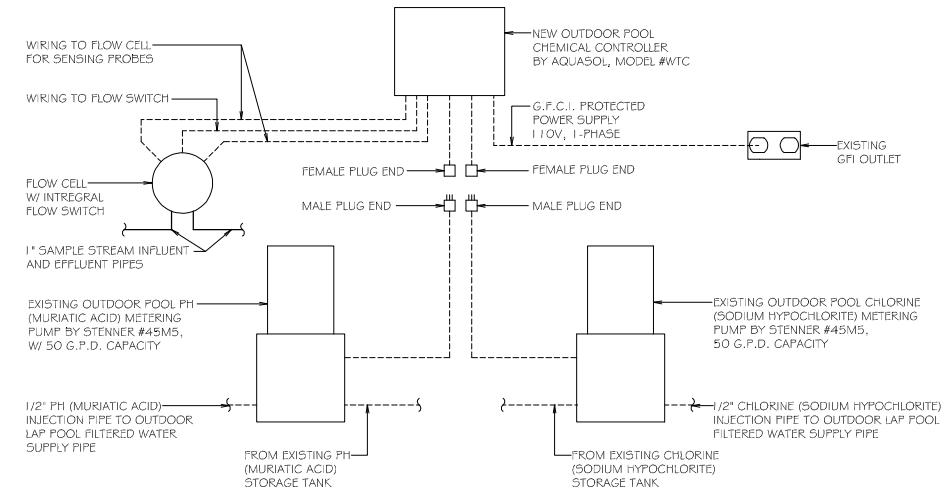 NEW OUTDOOR POOL
CHEMICAL CONTROLLER
BY AQUASOL, MODEL #WTC
WIRING TO FLOW CELL
FOR SENSING PROBES
WIRING TO FLOW SWITCH
G.F.C.I. PROTECTED
POWER SUPPLY
110V, 1-PHASE
EXISTING
GFI OUTLET
FEMALE PLUG END
FEMALE PLUG END
FLOW CELL
W/ INTEGRAL
FLOW SWITCH
MALE PLUG END
MALE PLUG END
1" SAMPLE STREAM INFLUENT
AND EFFLUENT PIPES
EXISTING OUTDOOR POOL PH
(MURIATIC ACID) METERING
PUMP BY STENNER #45M5,
W/ 50 G.P.D. CAPACITY
EXISTING OUTDOOR POOL CHLORINE
(SODIUM HYPOCHLORITE) METERING
PUMP BY STENNER #45M5,
50 G.P.D. CAPACITY
1/2" PH (MURIATIC ACID)
INJECTION PIPE TO OUTDOOR
LAP POOL FILTERED WATER
SUPPLY PIPE
1/2" CHLORINE (SODIUM HYPOCHLORITE)
INJECTION PIPE TO OUTDOOR LAP POOL
FILTERED WATER SUPPLY PIPE
FROM EXISTING PH
(MURIATIC ACID)
STORAGE TANK
FROM EXISTING CHLORINE
(SODIUM HYPOCHLORITE)
STORAGE TANK